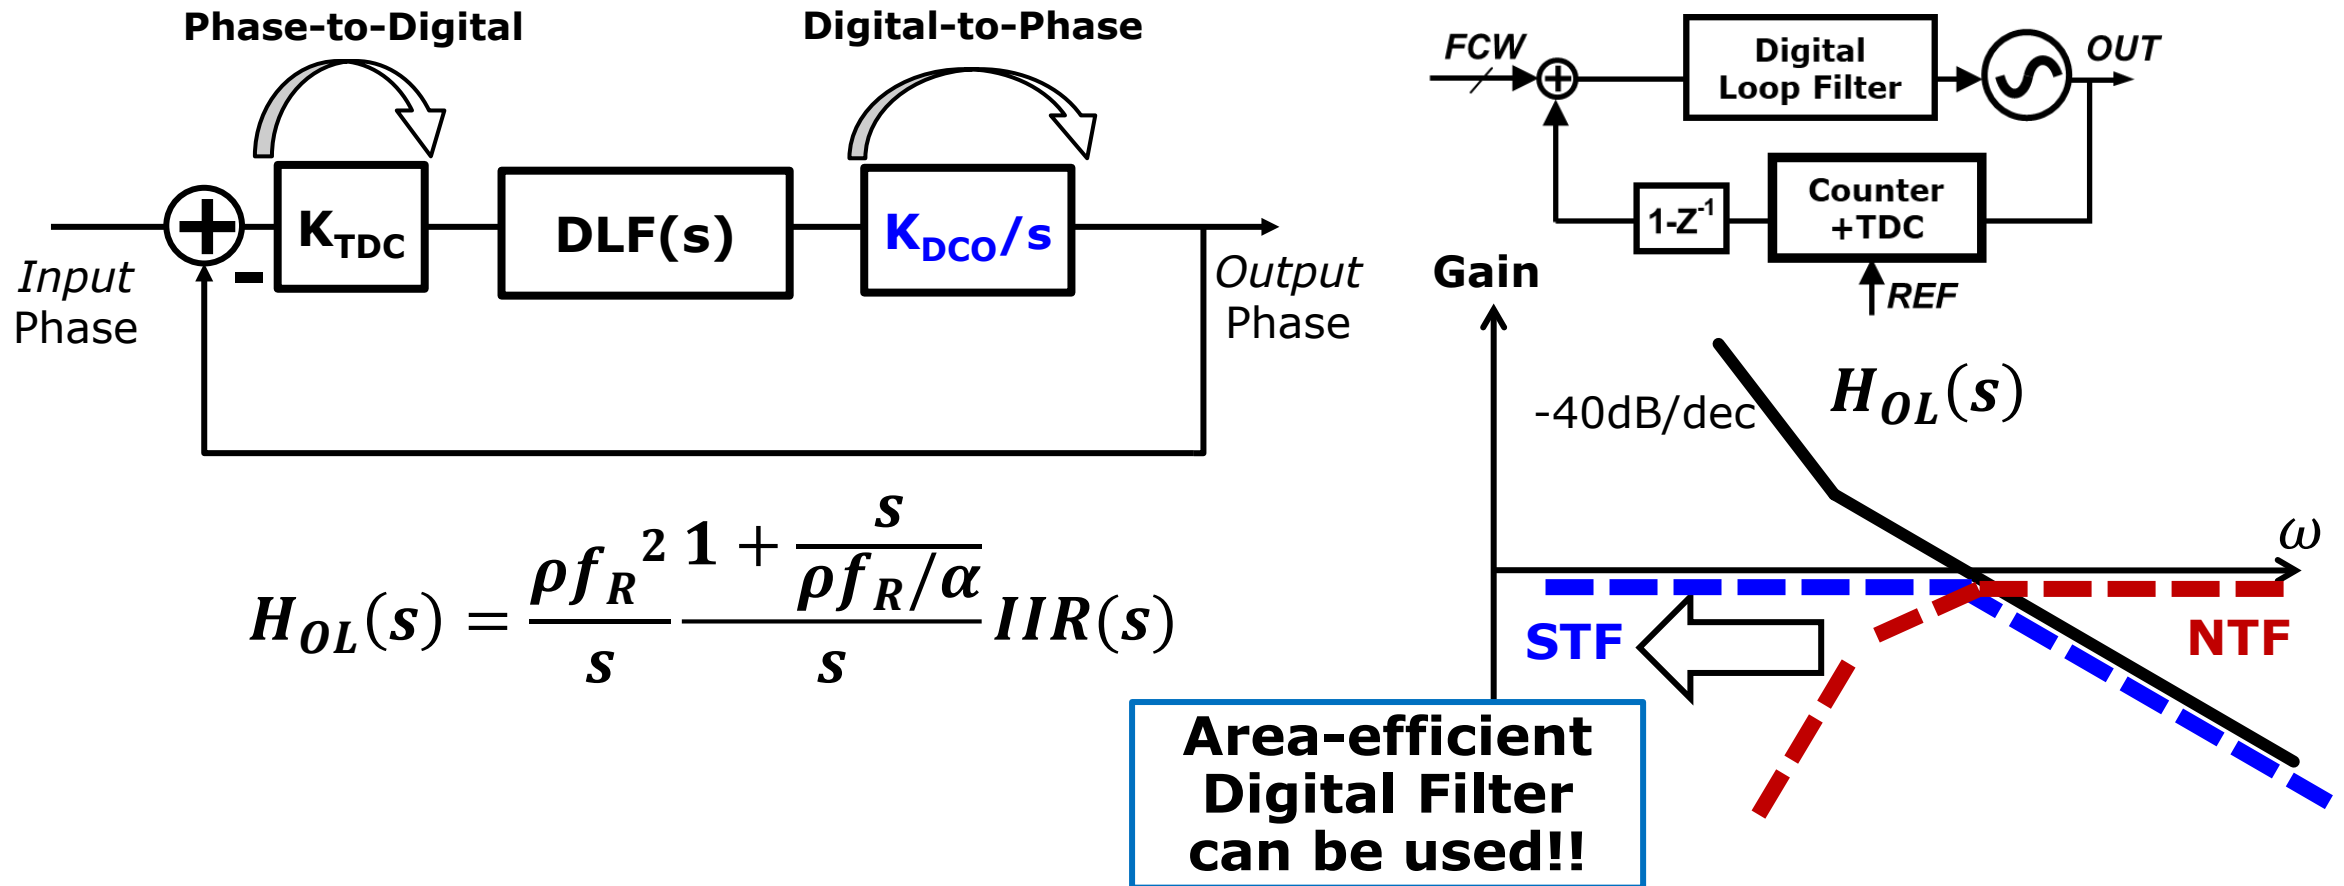 Phase-to-Digital
Digital-to-Phase
K_TDC
DLF(s)
K_DCO/s
-
Input
Phase
Output
Phase
H_OL(s) = (ρf_R²/s) ((1 + s/(ρf_R/α))/s) IIR(s)
FCW
Digital
Loop Filter
OUT
1-Z^-1
Counter
+TDC
REF
Gain
-40dB/dec
H_OL(s)
ω
STF
NTF
Area-efficient
Digital Filter
can be used!!